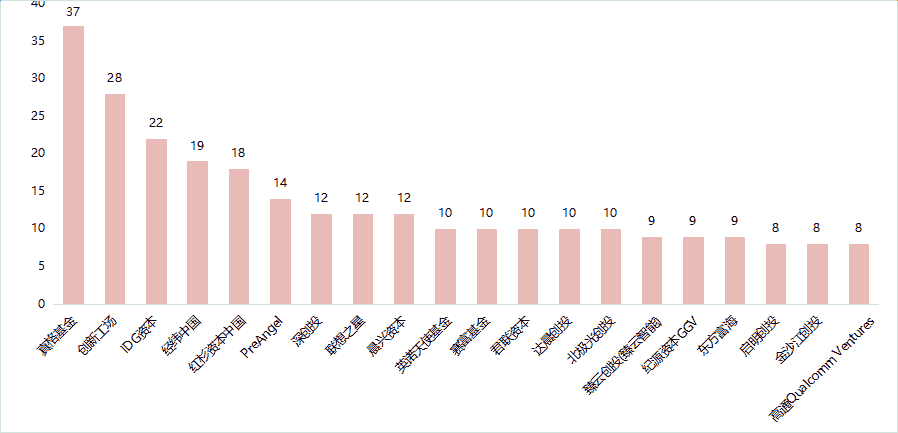 40
35
30
25
20
15
10
5
0
37
28
22
19
18
14
12
12
12
10
10
10
10
10
9
9
9
8
8
8
真格基金
创新工场
IDG资本
经纬中国
红杉资本中国
PreAngel
深创投
联想之星
晨兴资本
英诺天使基金
赛富基金
君联资本
达晨创投
北极光创投
臻云创投(臻云智能)
纪源资本GGV
东方富海
启明创投
金沙江创投
高通Qualcomm Ventures